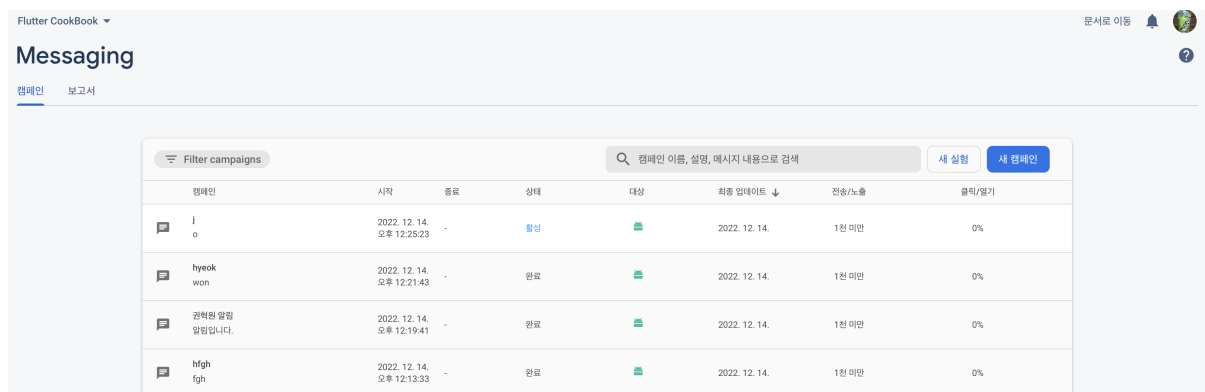 Flutter CookBook
문서로 이동
Messaging
캠페인 보고서
Filter campaigns
캠페인 이름, 설명, 메시지 내용으로 검색
새 실험
새 캠페인
캠페인 시작 종료 상태 대상 최종 업데이트 전송/노출 클릭/열기
j
o
2022. 12. 14.
오후 12:25:23
-
활성
2022. 12. 14.
1천 미만
0%
hyeok
won
2022. 12. 14.
오후 12:21:43
-
완료
2022. 12. 14.
1천 미만
0%
권혁원 알림
알림입니다.
2022. 12. 14.
오후 12:19:41
-
완료
2022. 12. 14.
1천 미만
0%
hfgh
fgh
2022. 12. 14.
오후 12:13:33
-
완료
2022. 12. 14.
1천 미만
0%